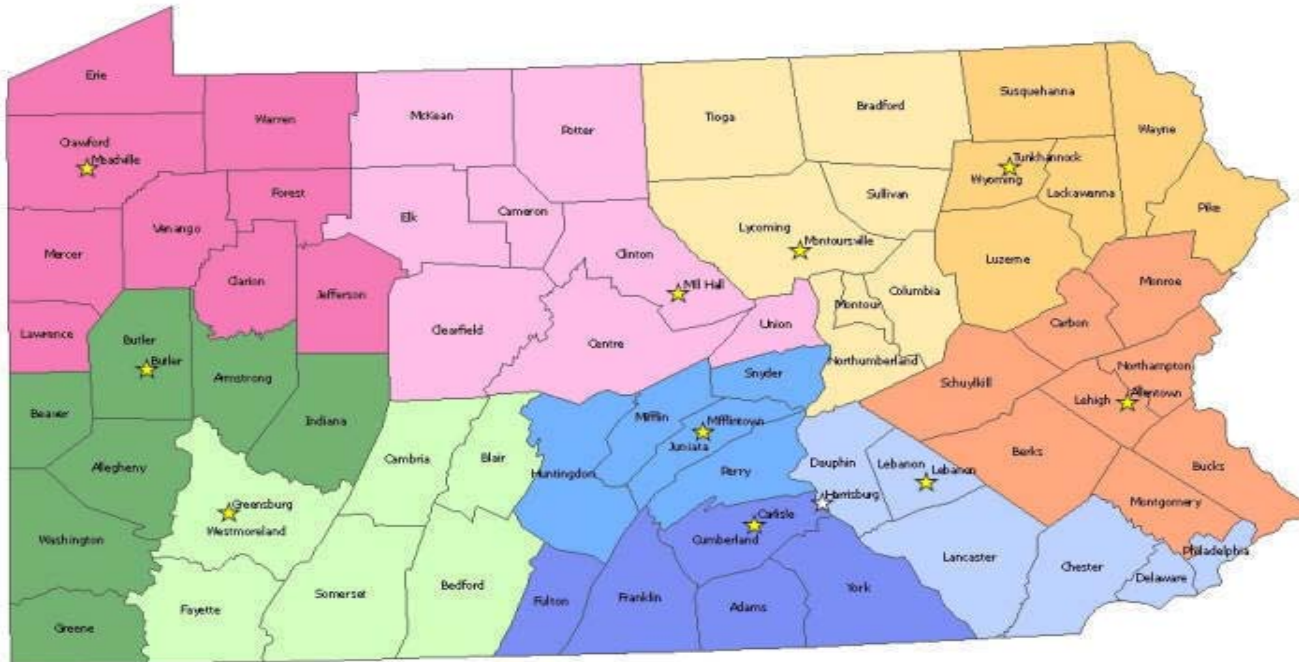 Erie
Crawford
Meadville
Warren
McKean
Potter
Tioga
Bradford
Susquehanna
Wayne
Tunkhannock
Wyoming
Lackawanna
Pike
Forest
Venango
Elk
Cameron
Sullivan
Lycoming
Montoursville
Mercer
Clarion
Jefferson
Clinton
Mill Hall
Luzerne
Columbia
Montour
Monroe
Lawrence
Clearfield
Centre
Union
Carbon
Butler
Butler
Armstrong
Northumberland
Snyder
Schuylkill
Northampton
Allentown
Lehigh
Beaver
Indiana
Mifflin
Mifflintown
Juniata
Allegheny
Cambria
Blair
Huntingdon
Perry
Dauphin
Lebanon
Lebanon
Berks
Bucks
Montgomery
Greensburg
Westmoreland
Harrisburg
Carlisle
Cumberland
Washington
Lancaster
Chester
Philadelphia
Delaware
Greene
Fayette
Somerset
Bedford
Fulton
Franklin
Adams
York